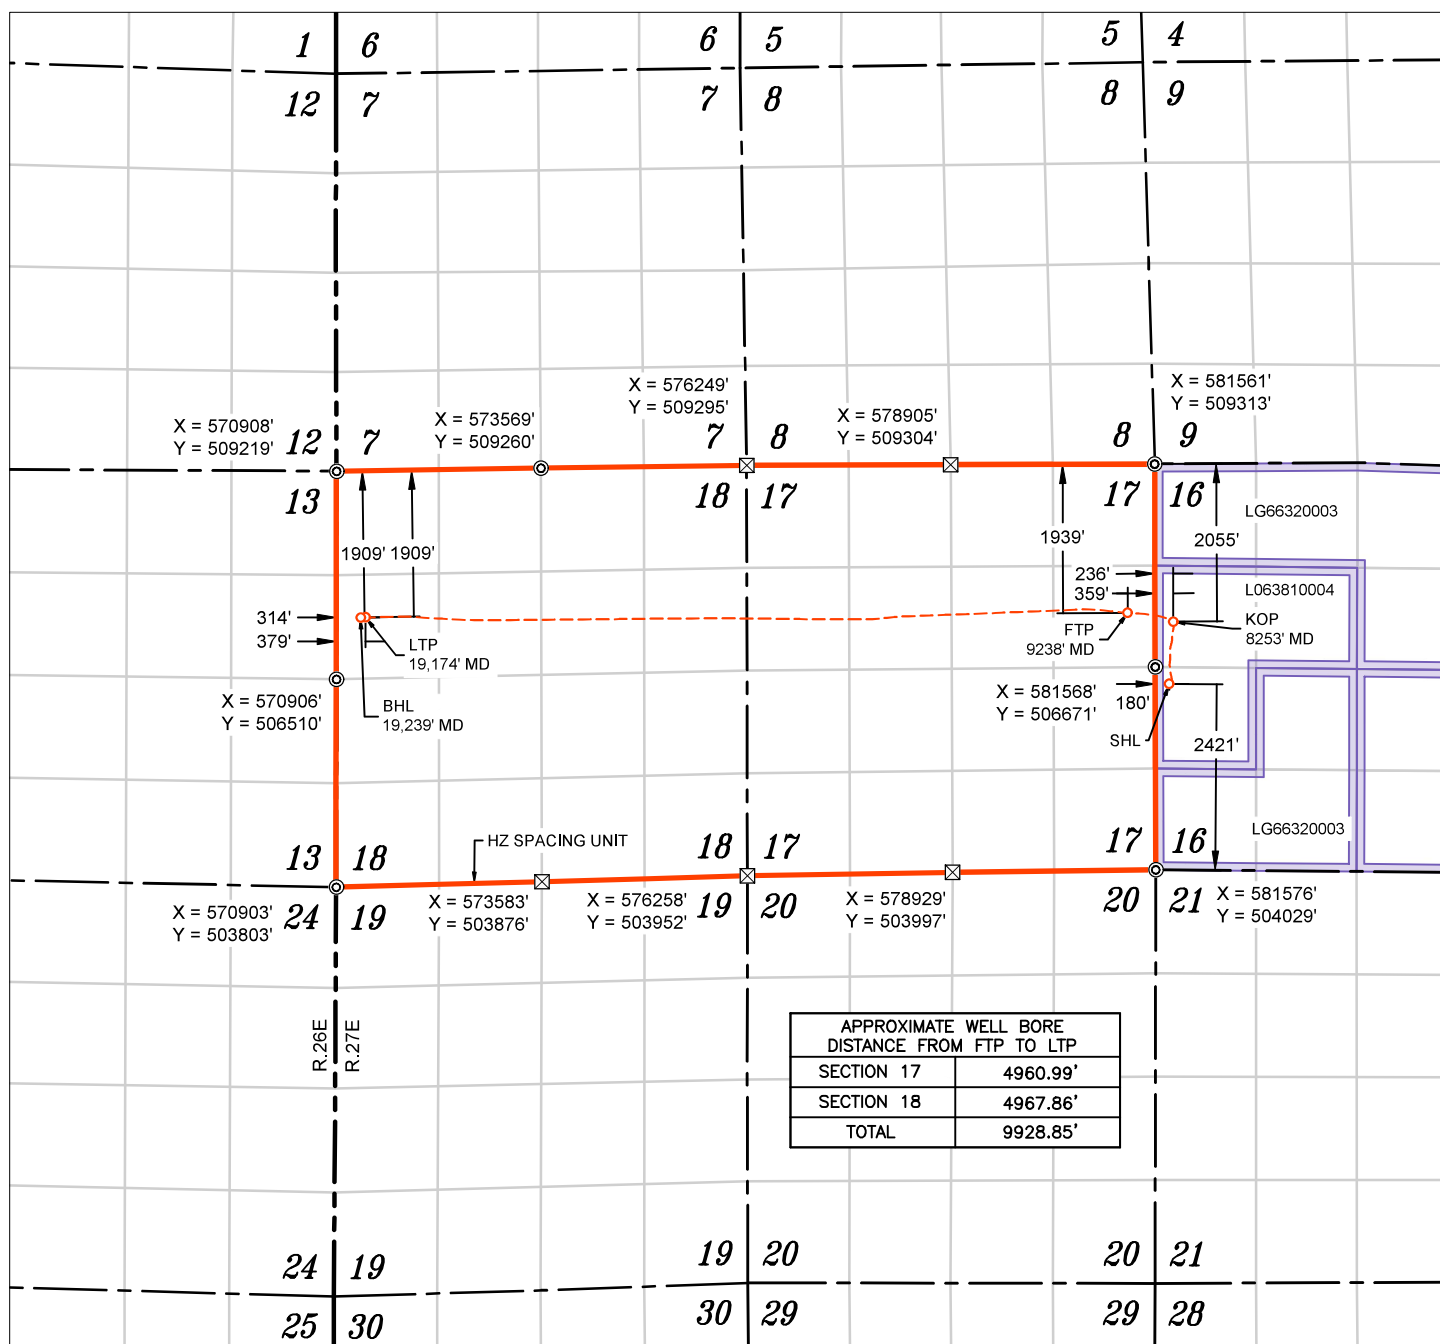 1 6
6 5
5 4
12 7
7 8
8 9
X = 576249'
Y = 509295'
X = 581561'
Y = 509313'
X = 570908'
Y = 509219'
X = 573569'
Y = 509260'
X = 578905'
Y = 509304'
12 7
7 8
8 9
13
18 17
17 16
LG66320003
1909' 1909'
1939'
2055'
236'
359'
L063810004
314'
379'
LTP
19,174' MD
FTP
9238' MD
KOP
8253' MD
X = 570906'
Y = 506510'
BHL
19,239' MD
X = 581568'
Y = 506671'
180'
SHL
2421'
HZ SPACING UNIT
LG66320003
13 18
18 17
17 16
X = 570903'
Y = 503803'
24 19
X = 573583'
Y = 503876'
X = 576258'
Y = 503952'
19 20
X = 578929'
Y = 503997'
20 21
X = 581576'
Y = 504029'
R.26E
R.27E
APPROXIMATE WELL BORE
DISTANCE FROM FTP TO LTP
SECTION 17 4960.99'
SECTION 18 4967.86'
TOTAL 9928.85'
24 19
19 20
20 21
25 30
30 29
29 28